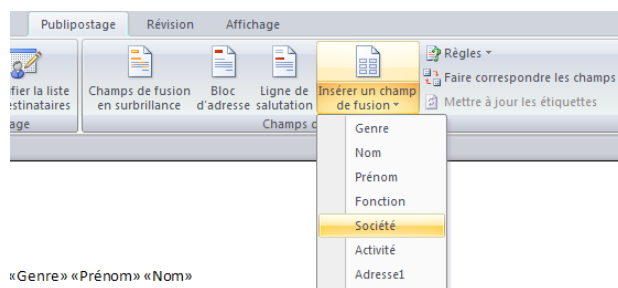 Publipostage Révision Affichage
Règles
fier la liste Champs de fusion Bloc Ligne de Insérer un champ Faire correspondre les champs
estinataires en surbrillance d'adresse salutation de fusion Mettre à jour les étiquettes
age Champs d
Genre
Nom
Prénom
Fonction
Société
Activité
«Genre» «Prénom» «Nom» Adresse1